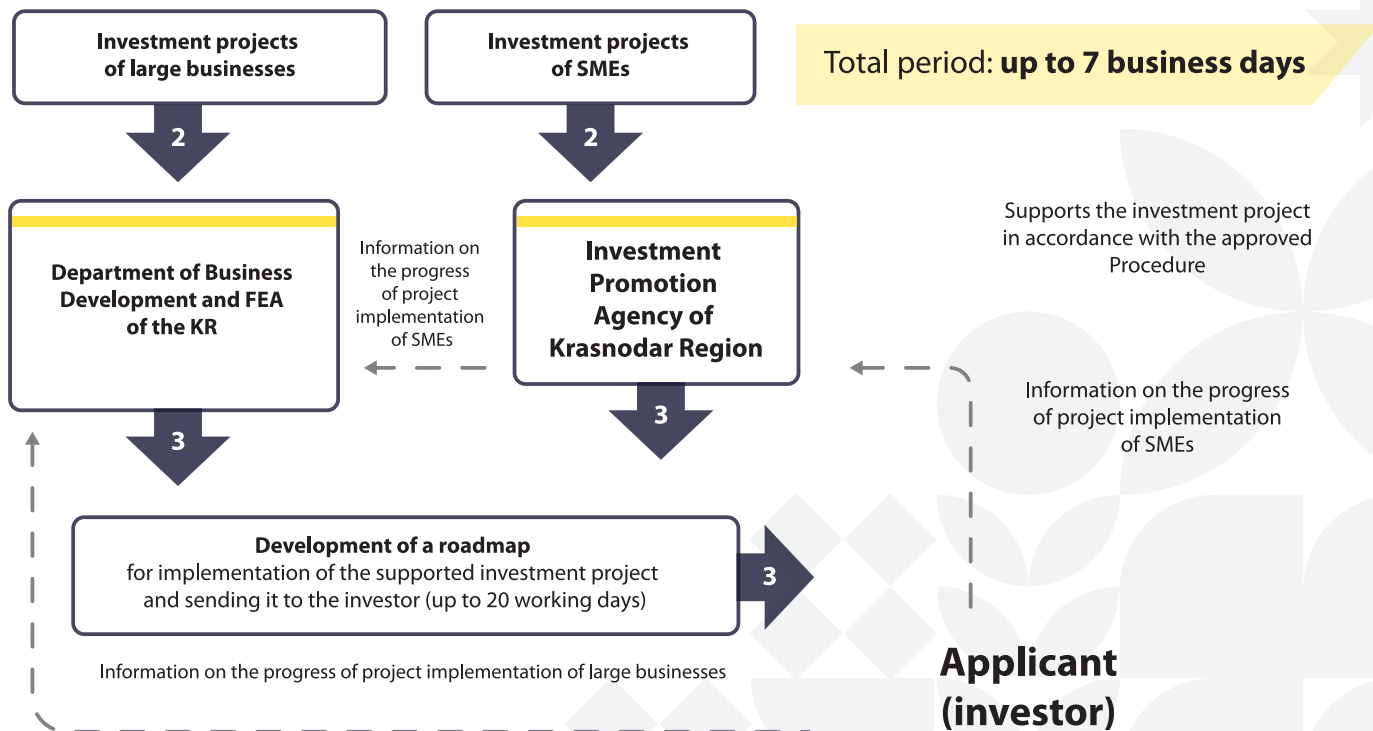 Investment projects
of large businesses
Investment projects
of SMEs
Total period: up to 7 business days
2
2
Department of Business
Development and FEA
of the KR
Information on
the progress
of project
implementation
of SMEs
Investment
Promotion
Agency of
Krasnodar Region
Supports the investment project
in accordance with the approved
Procedure
Information on the progress
of project implementation
of SMEs
3
3
Development of a roadmap
for implementation of the supported investment project
and sending it to the investor (up to 20 working days)
3
Information on the progress of project implementation of large businesses
Applicant
(investor)